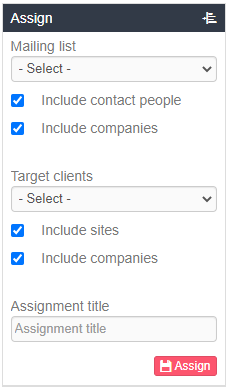 Assign
Mailing list
- Select -
Include contact people
Include companies
Target clients
- Select -
Include sites
Include companies
Assignment title
Assignment title
Assign